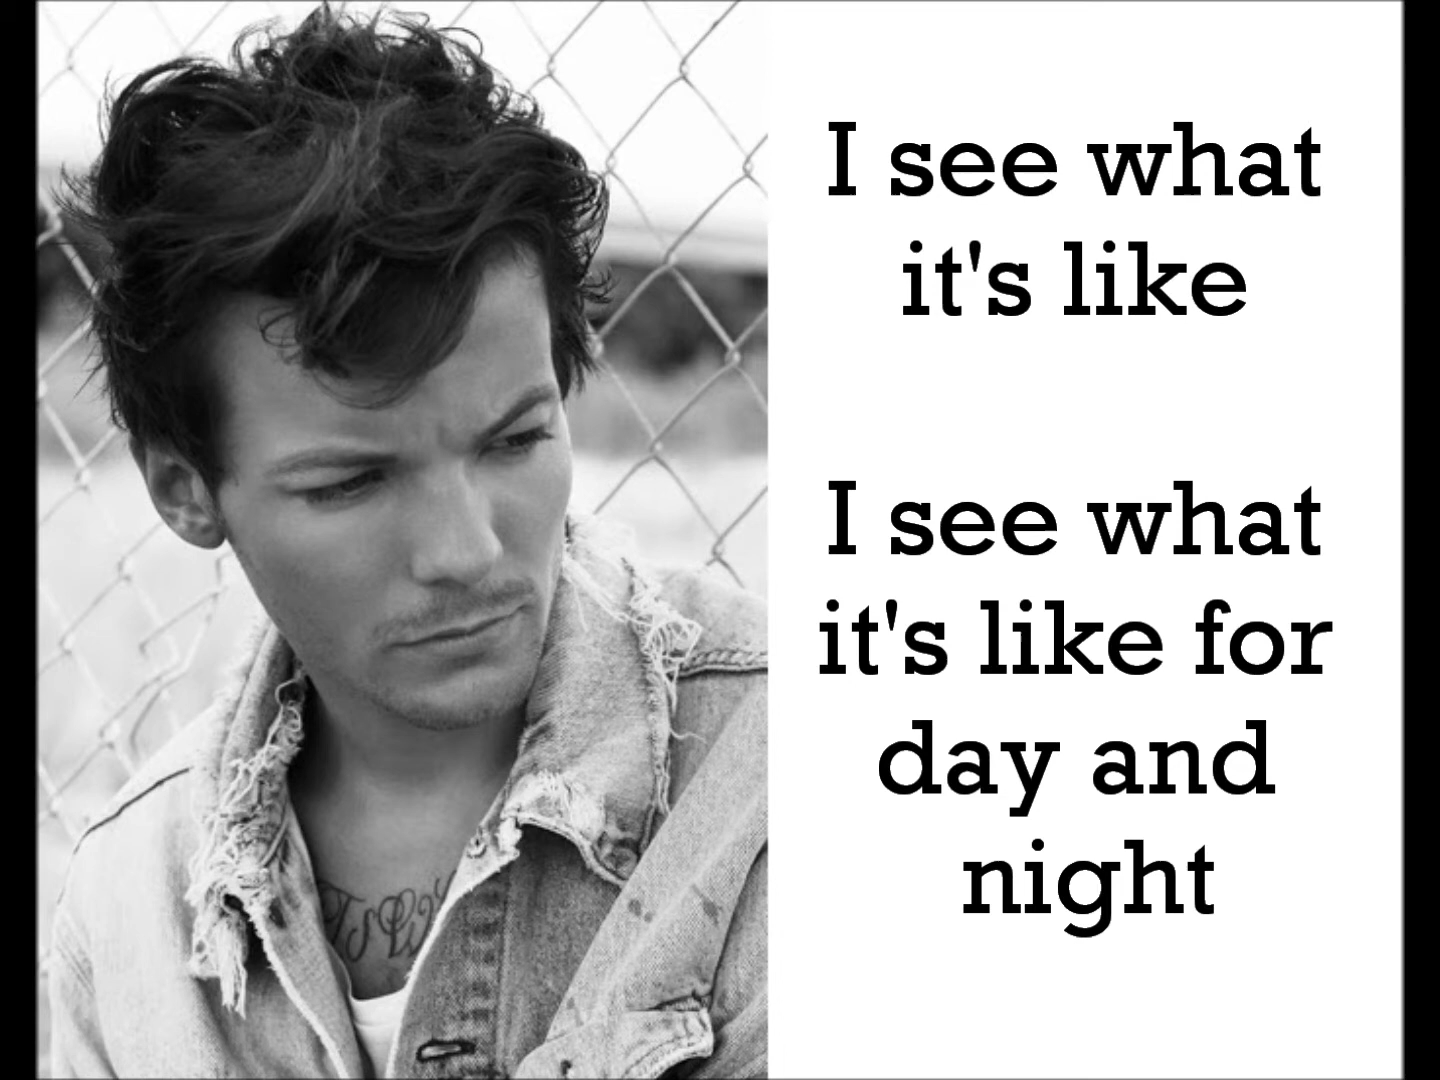 I see what
it's like
I see what
it's like for
day and
night